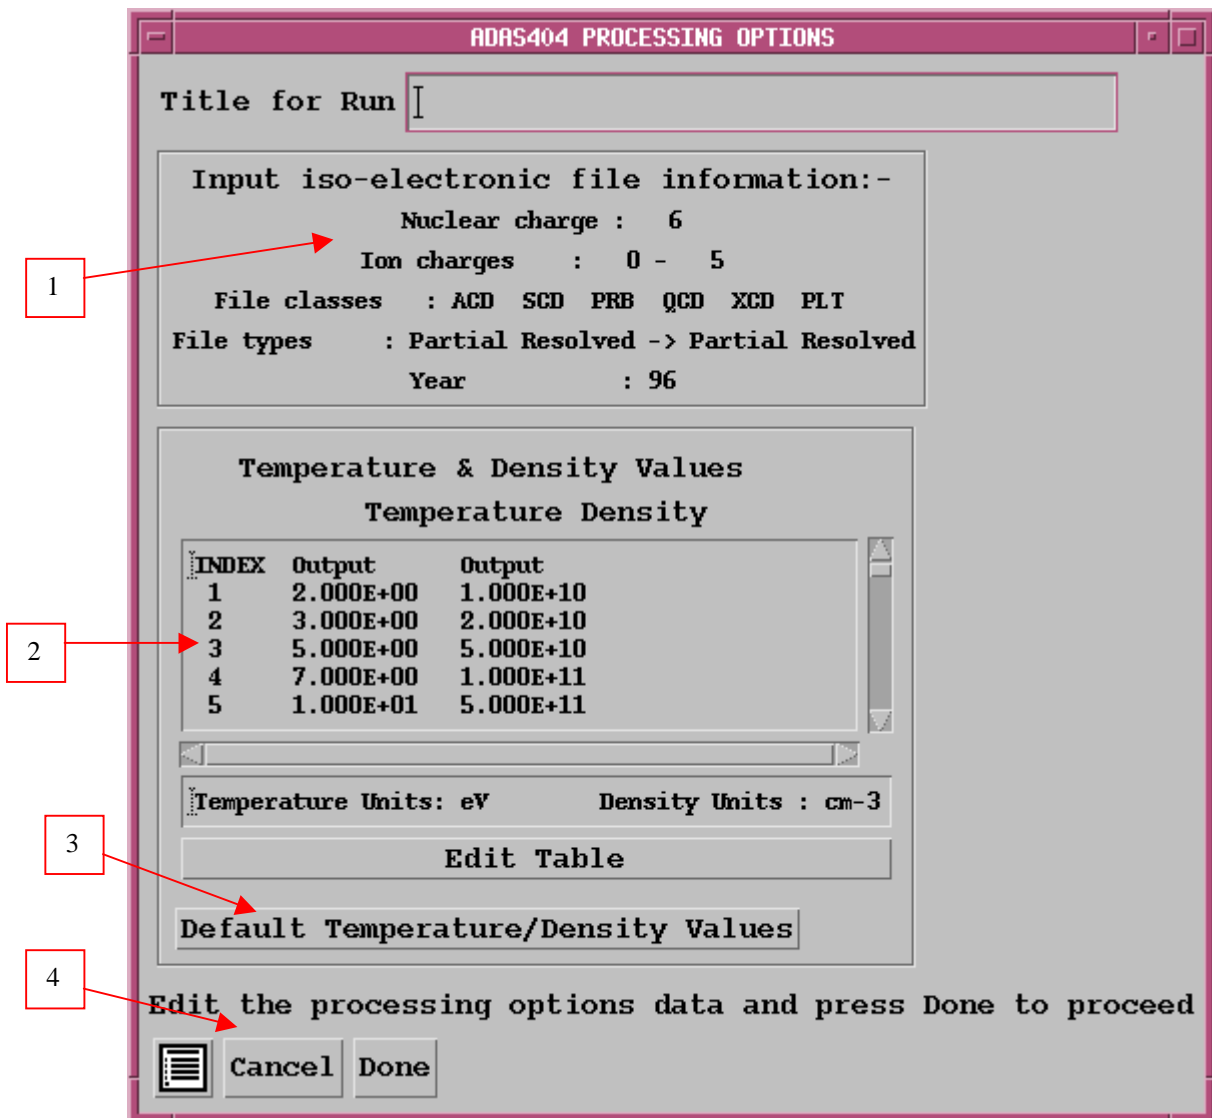 ADAS404 PROCESSING OPTIONS
Title for Run
Input iso-electronic file information:-
Nuclear charge : 6
1
Ion charges : 0 - 5
File classes : ACD SCD PRB QCD XCD PLT
File types : Partial Resolved -> Partial Resolved
Year : 96
Temperature & Density Values
Temperature Density
INDEX Output Output
1 2.000E+00 1.000E+10
2 3.000E+00 2.000E+10
2
3 5.000E+00 5.000E+10
4 7.000E+00 1.000E+11
5 1.000E+01 5.000E+11
Temperature Units: eV Density Units : cm-3
3
Edit Table
Default Temperature/Density Values
4
Edit the processing options data and press Done to proceed
Cancel Done